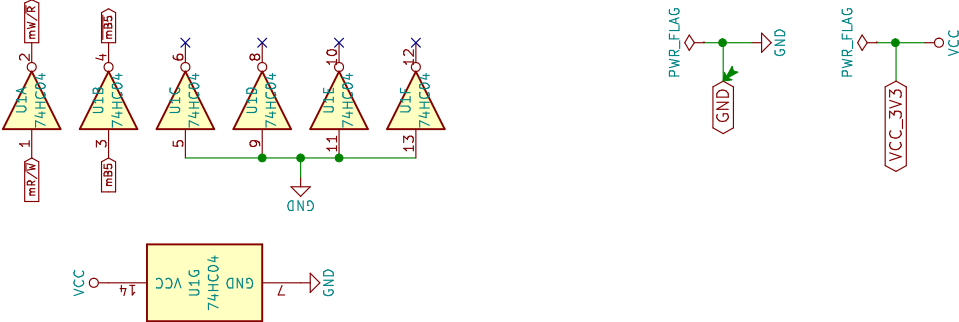 mW/R
mB5
2
4
6
8
10
12
U1A
74HC04
U1B
74HC04
U1C
74HC04
U1D
74HC04
U1E
74HC04
U1F
74HC04
1
3
5
9
11
13
mR/W
mB5
GND
VCC
14
VCC
U1G
74HC04
GND
7
GND
PWR_FLAG
GND
GND
PWR_FLAG
VCC
VCC_3V3